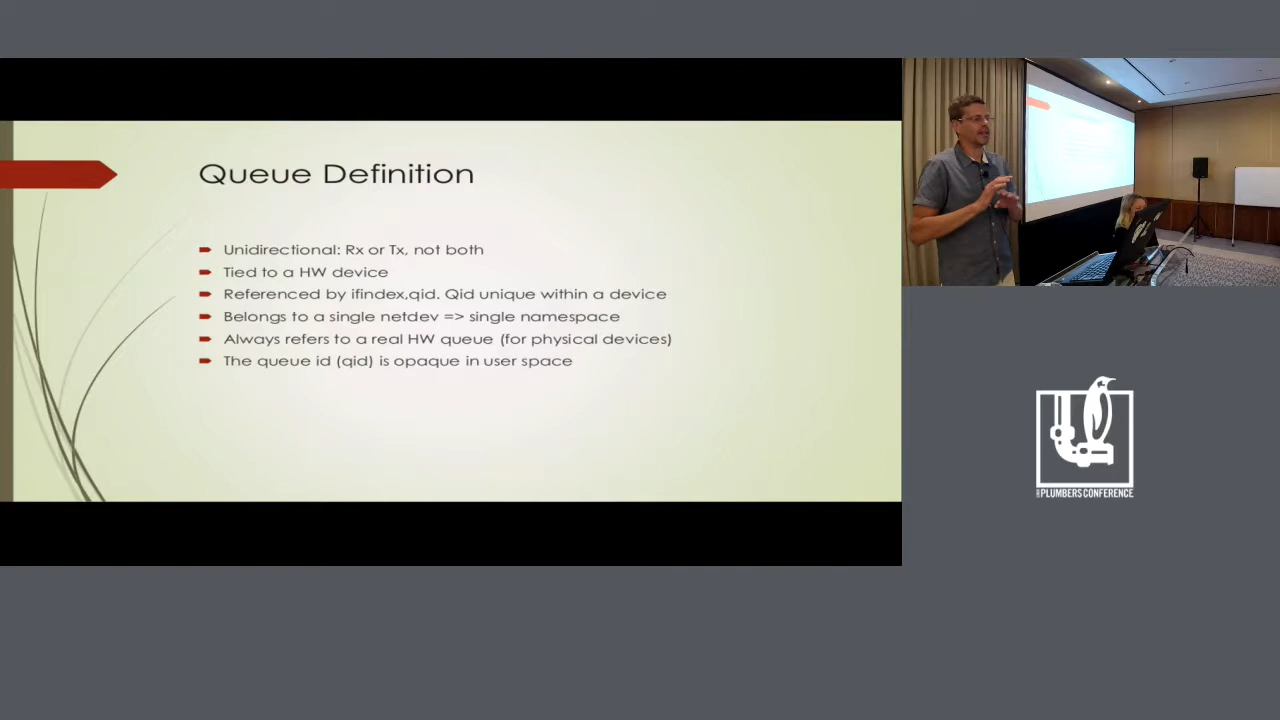 Queue Definition
Unidirectional: Rx or Tx, not both
Tied to a HW device
Referenced by ifindex,qid. Qid unique within a device
Belongs to a single netdev => single namespace
Always refers to a real HW queue (for physical devices)
The queue id (qid) is opaque in user space
PLUMBERS CONFERENCE